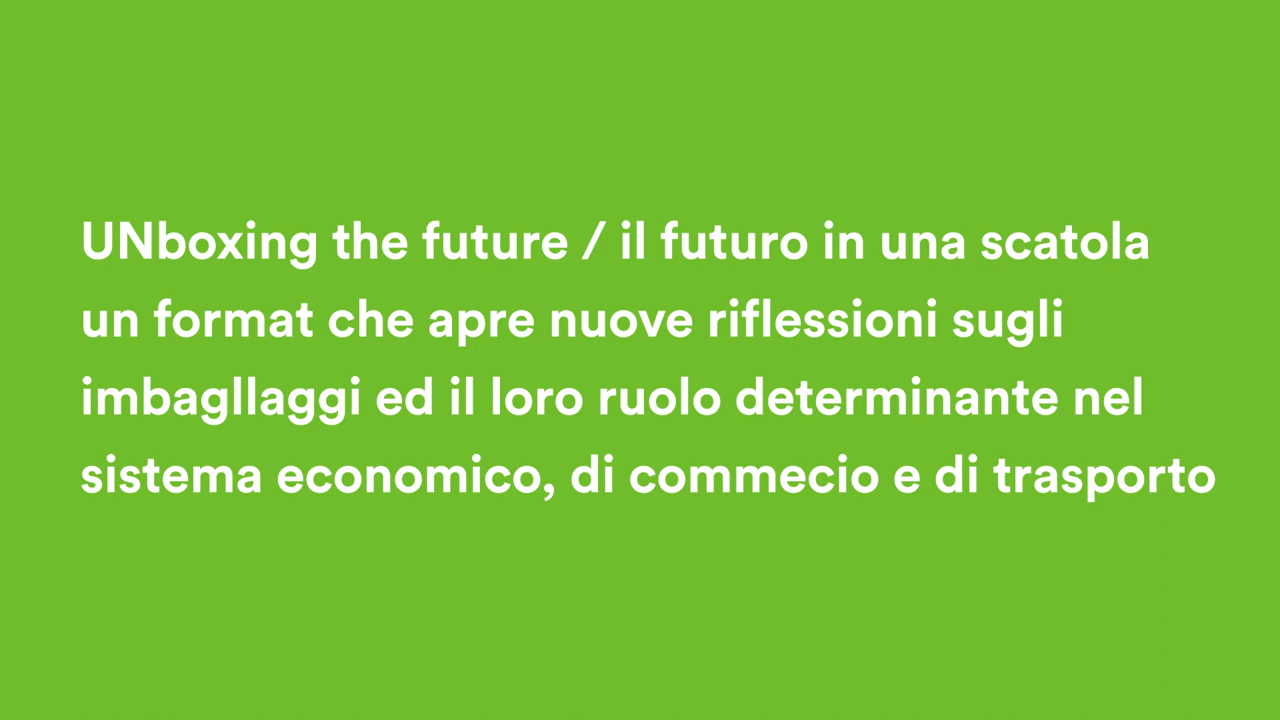 UNboxing the future / il futuro in una scatola
un format che apre nuove riflessioni sugli
imbagllaggi ed il loro ruolo determinante nel
sistema economico, di commecio e di trasporto